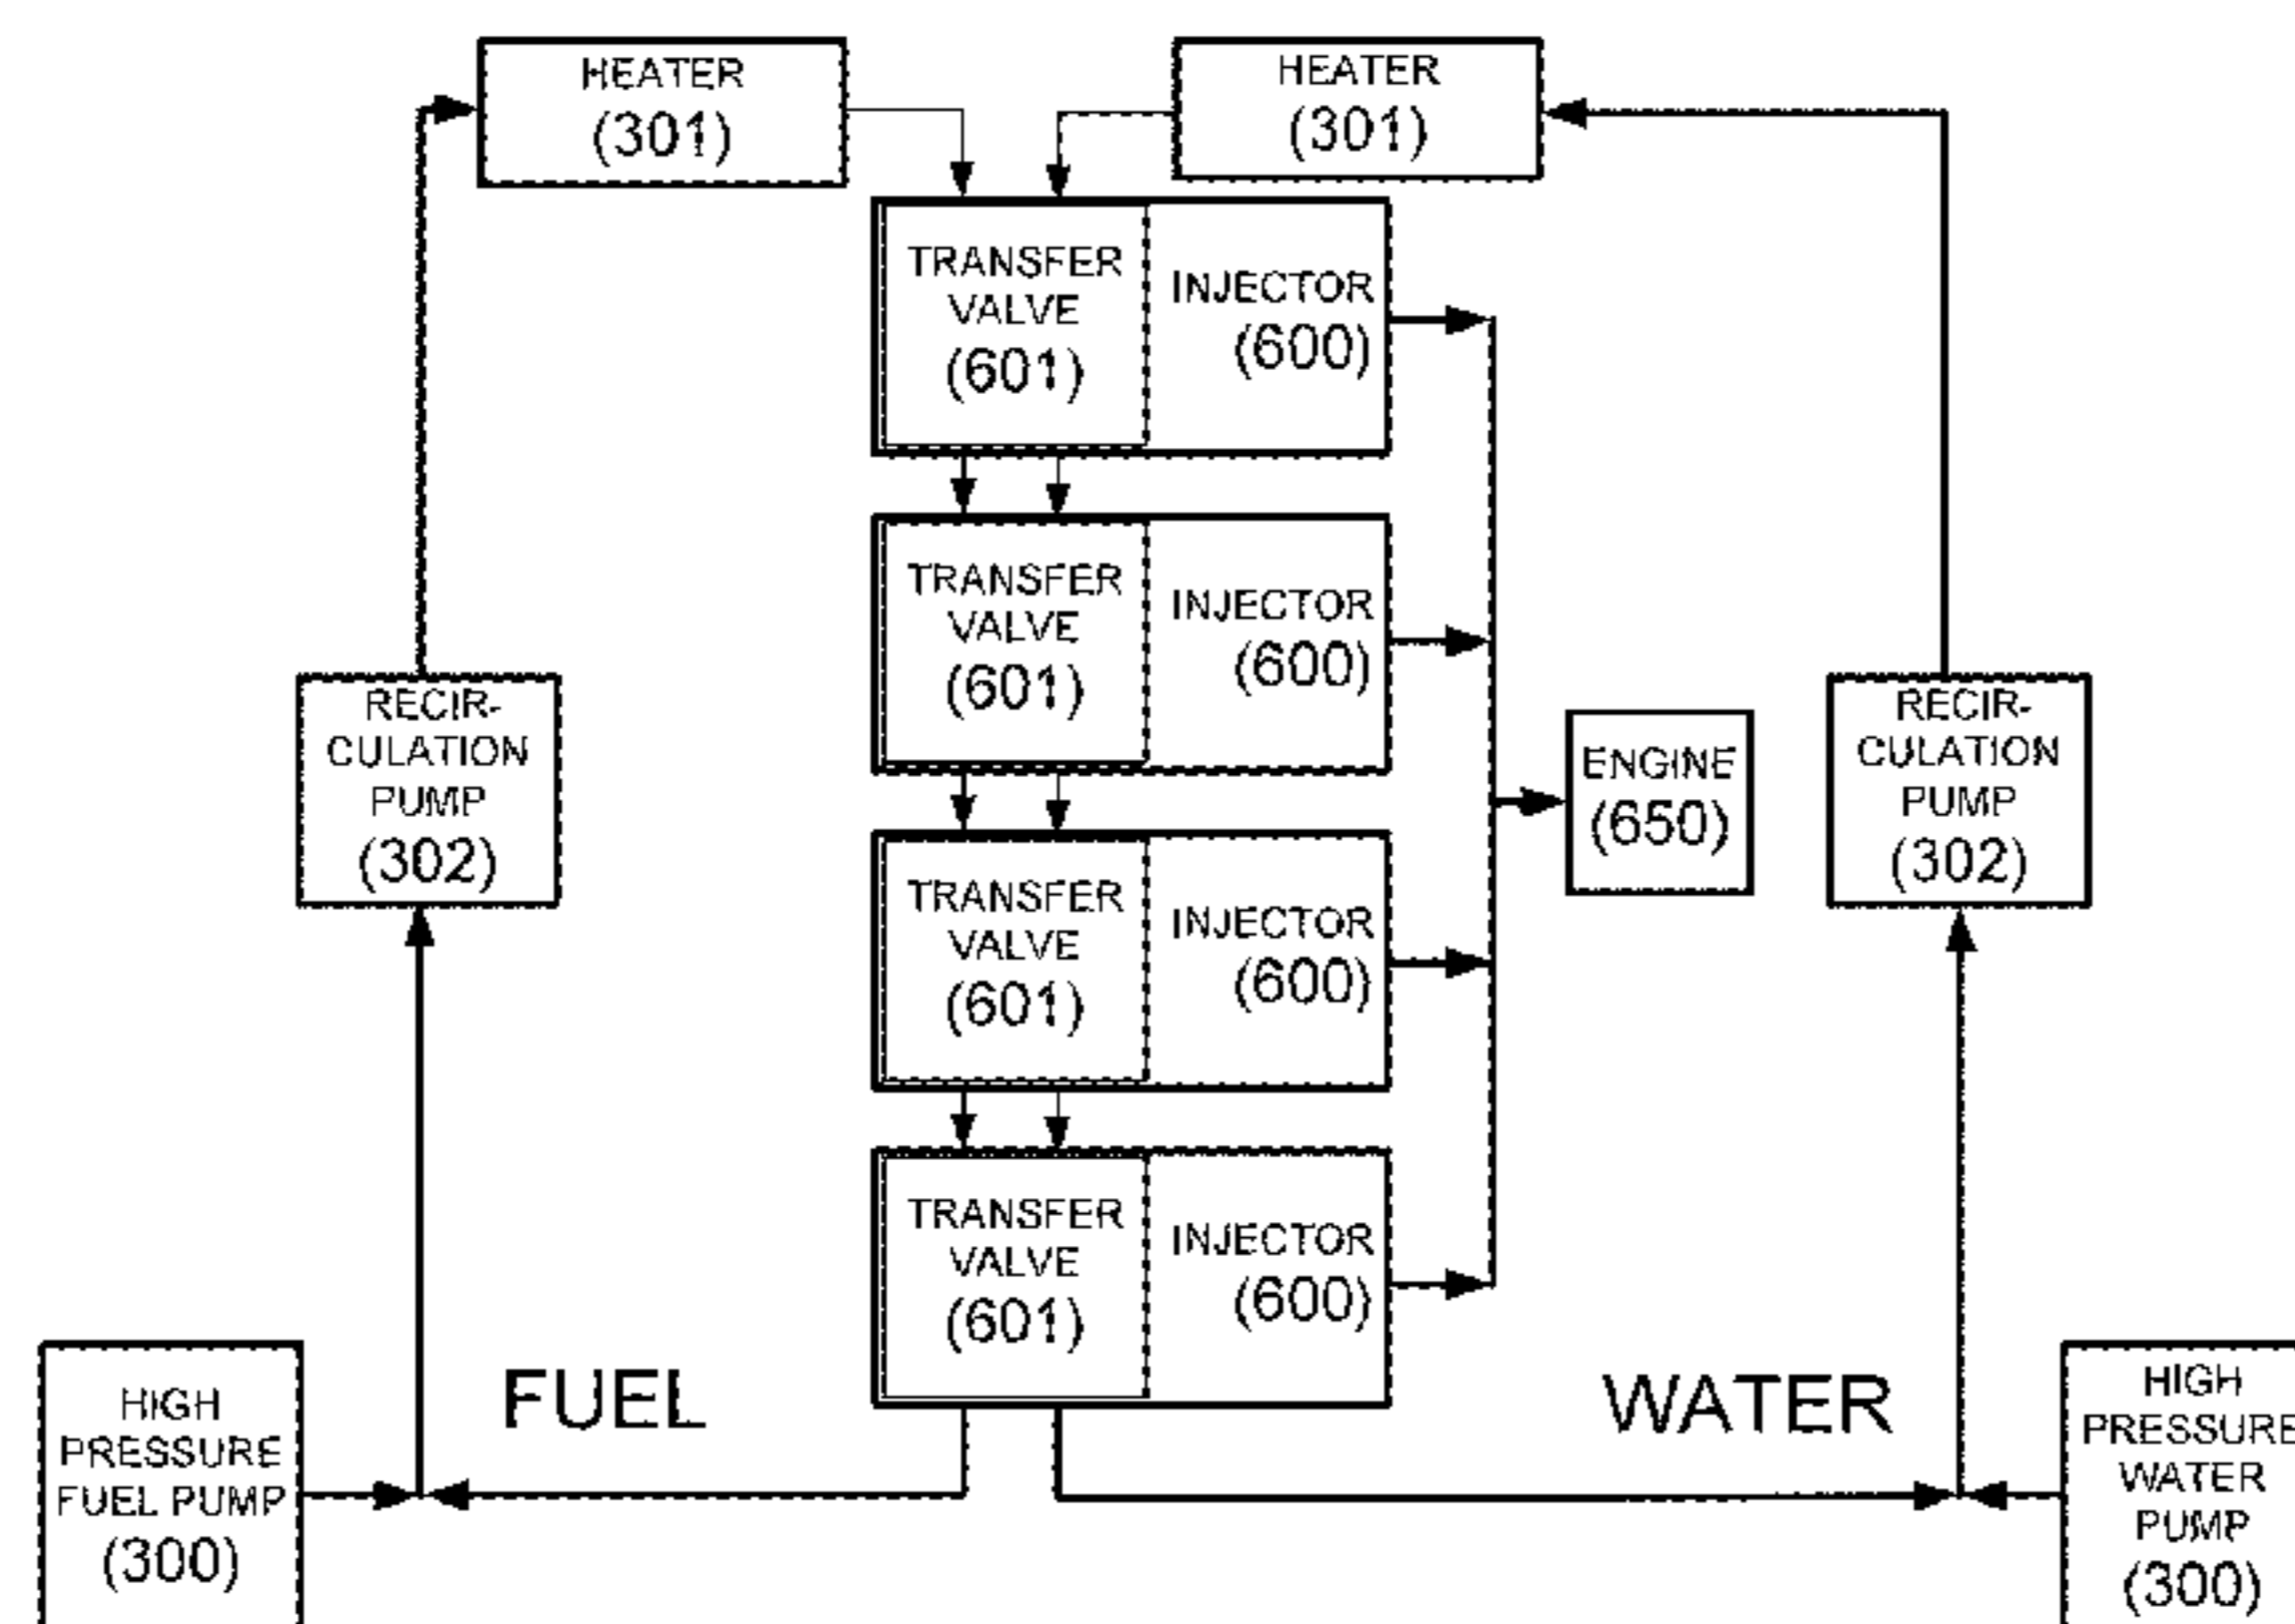 HEATER
(301)
HEATER
(301)
TRANSFER
VALVE
(601)
INJECTOR
(600)
TRANSFER
VALVE
(601)
INJECTOR
(600)
RECIR-
CULATION
PUMP
(302)
ENGINE
(650)
RECIR-
CULATION
PUMP
(302)
TRANSFER
VALVE
(601)
INJECTOR
(600)
TRANSFER
VALVE
(601)
INJECTOR
(600)
HIGH
PRESSURE
FUEL PUMP
(300)
FUEL
WATER
HIGH
PRESSURE
WATER
PUMP
(300)